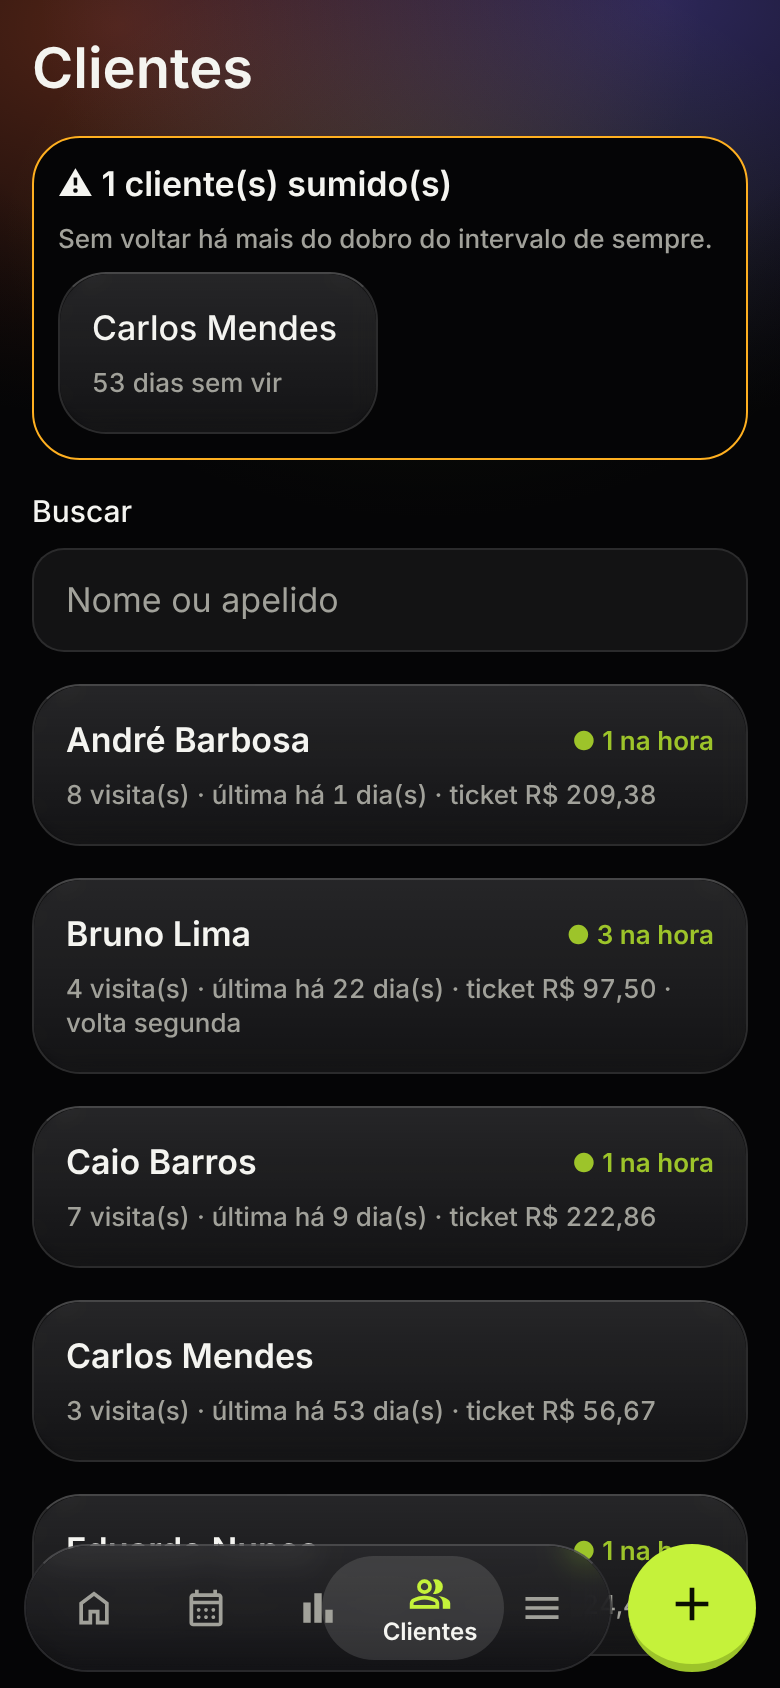 Clientes
1 cliente(s) sumido(s)
Sem voltar há mais do dobro do intervalo de sempre.
Carlos Mendes
53 dias sem vir
Buscar
Nome ou apelido
André Barbosa
1 na hora
8 visita(s) · última há 1 dia(s) · ticket R$ 209,38
Bruno Lima
3 na hora
4 visita(s) · última há 22 dia(s) · ticket R$ 97,50 ·
volta segunda
Caio Barros
1 na hora
7 visita(s) · última há 9 dia(s) · ticket R$ 222,86
Carlos Mendes
3 visita(s) · última há 53 dia(s) · ticket R$ 56,67
1 na
Clientes